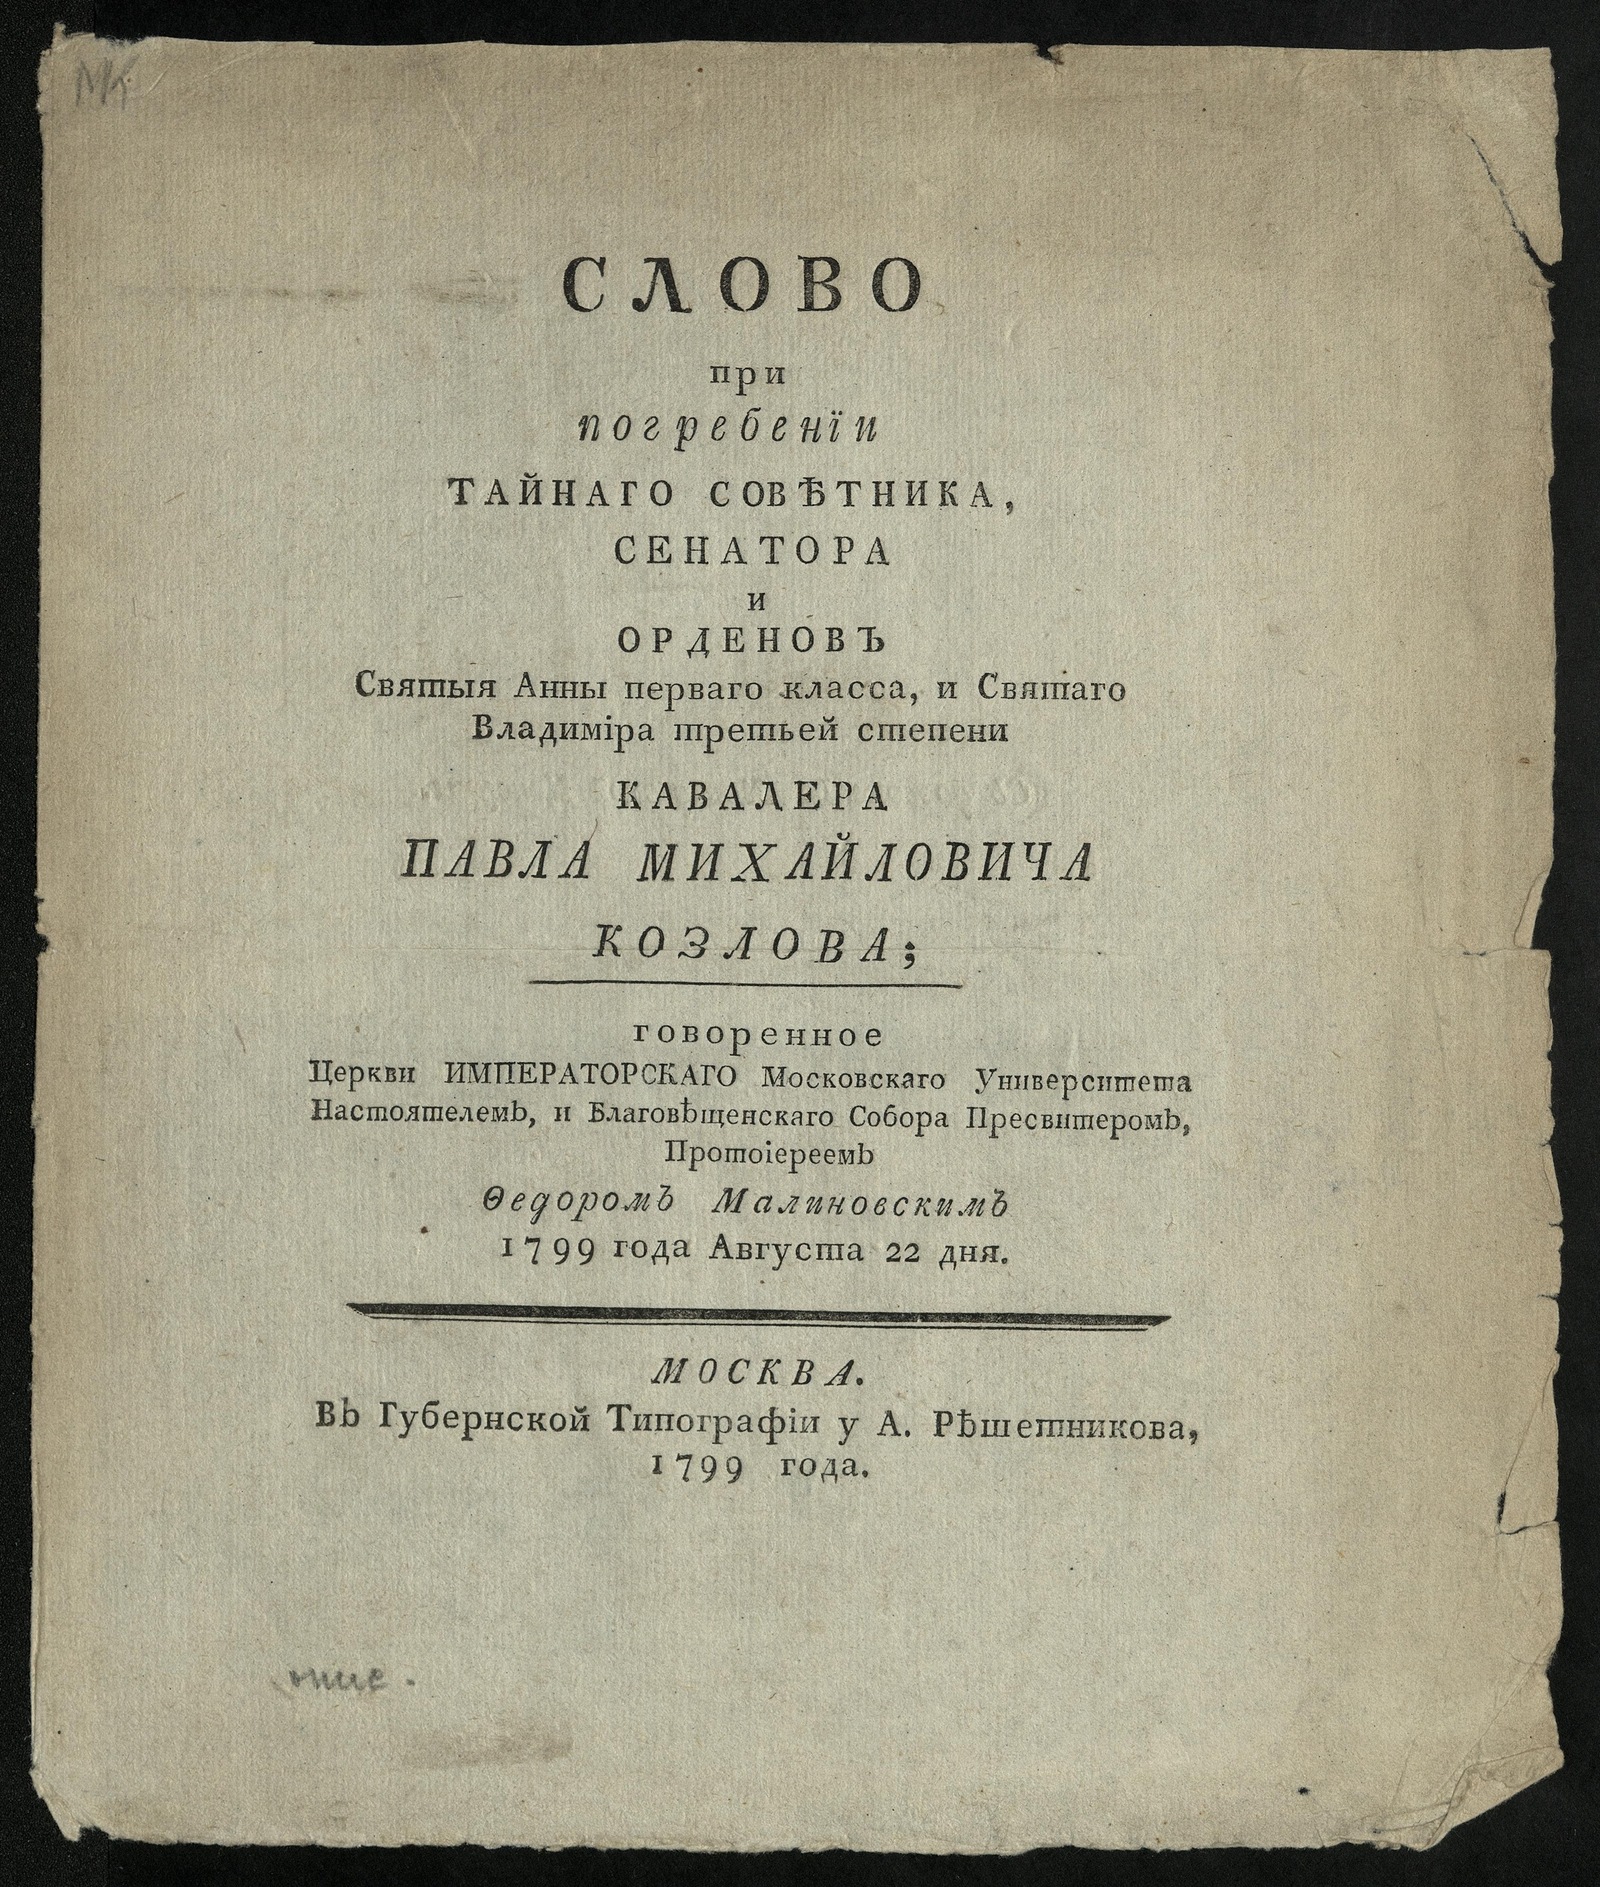 МК
СЛОВО
при
погребенїи
ТАЙНАГО СОВѢТНИКА,
СЕНАТОРА
и
ОРДЕНОВЪ
Святыя Анны перваго класса, и Святаго
Владимiра третьей степени
КАВАЛЕРА
ПАВЛА МИХАЙЛОВИЧА
КОЗЛОВА;
говоренное
Церкви ИМПЕРАТОРСКАГО Московскаго Университета
Настоятелемъ, и Благовѣщенскаго Собора Пресвитеромъ,
Протоiереемъ
Ѳедоромъ Малиновскимъ
1799 года Августа 22 дня.
МОСКВА.
Въ Губернской Типографiи у А. Рѣшетникова,
1799 года.